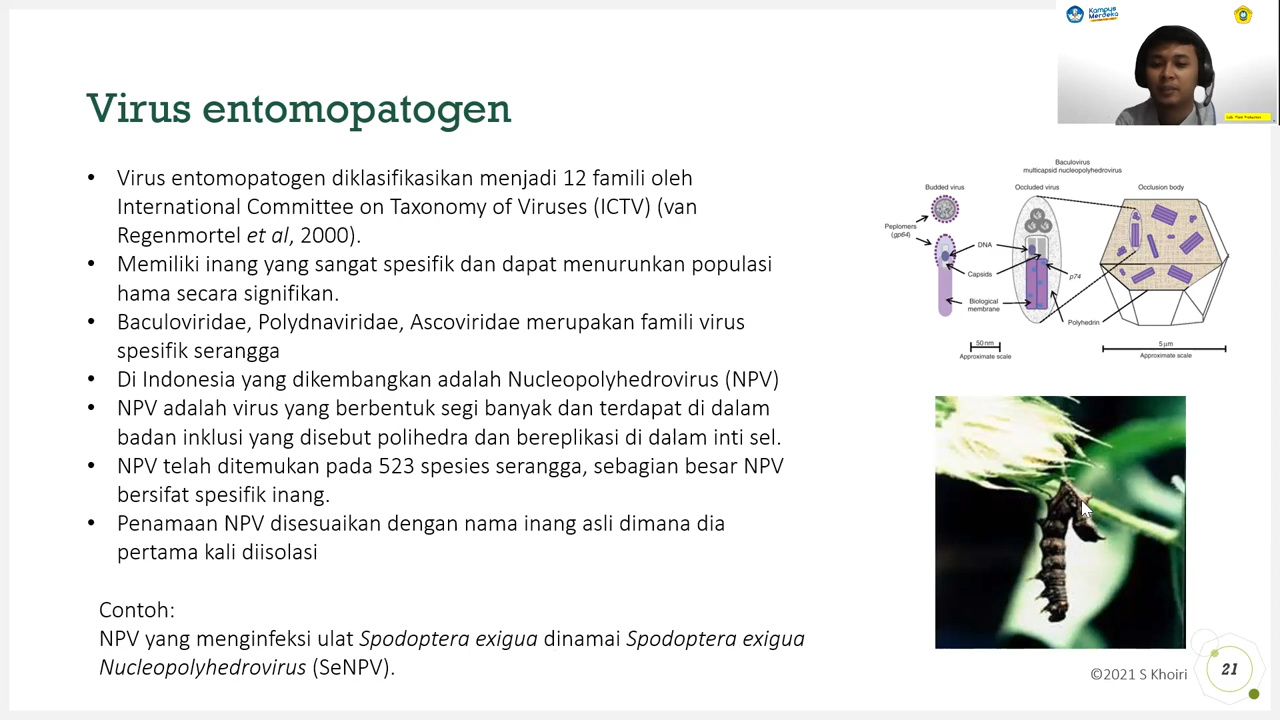 Kampus
Merdeka
Virus entomopatogen
• Virus entomopatogen diklasifikasikan menjadi 12 famili oleh
International Committee on Taxonomy of Viruses (ICTV) (van
Regenmortel et al, 2000).
• Memiliki inang yang sangat spesifik dan dapat menurunkan populasi
hama secara signifikan.
• Baculoviridae, Polydnaviridae, Ascoviridae merupakan famili virus
spesifik serangga
• Di Indonesia yang dikembangkan adalah Nucleopolyhedrovirus (NPV)
• NPV adalah virus yang berbentuk segi banyak dan terdapat di dalam
badan inklusi yang disebut polihedra dan bereplikasi di dalam inti sel.
• NPV telah ditemukan pada 523 spesies serangga, sebagian besar NPV
bersifat spesifik inang.
• Penamaan NPV disesuaikan dengan nama inang asli dimana dia
pertama kali diisolasi
Contoh:
NPV yang menginfeksi ulat Spodoptera exigua dinamai Spodoptera exigua
Nucleopolyhedrovirus (SeNPV).
Baculovirus
multicapsid nucleopolyhedrovirus
Budded virus
Occluded virus
Occlusion body
Peplomers
(gp64)
DNA
Capsids
p74
Biological
membrane
Polyhedrin
50 nm
Approximate scale
5 µm
Approximate scale
©2021 S Khoiri
21